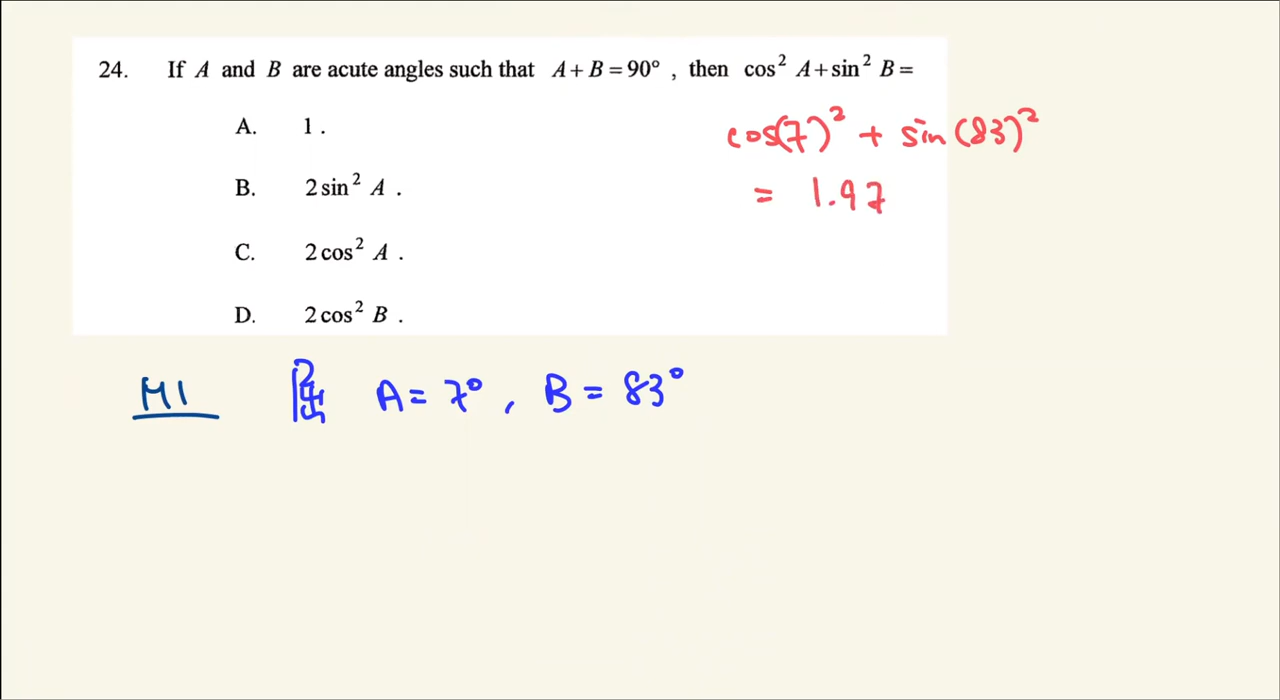 24. If A and B are acute angles such that A + B = 90° , then cos² A + sin² B =
A. 1 .
cos(7)² + sin(83)²
B. 2 sin² A .
= 1.97
C. 2 cos² A .
D. 2 cos² B .
M1 A = 7° , B = 83°